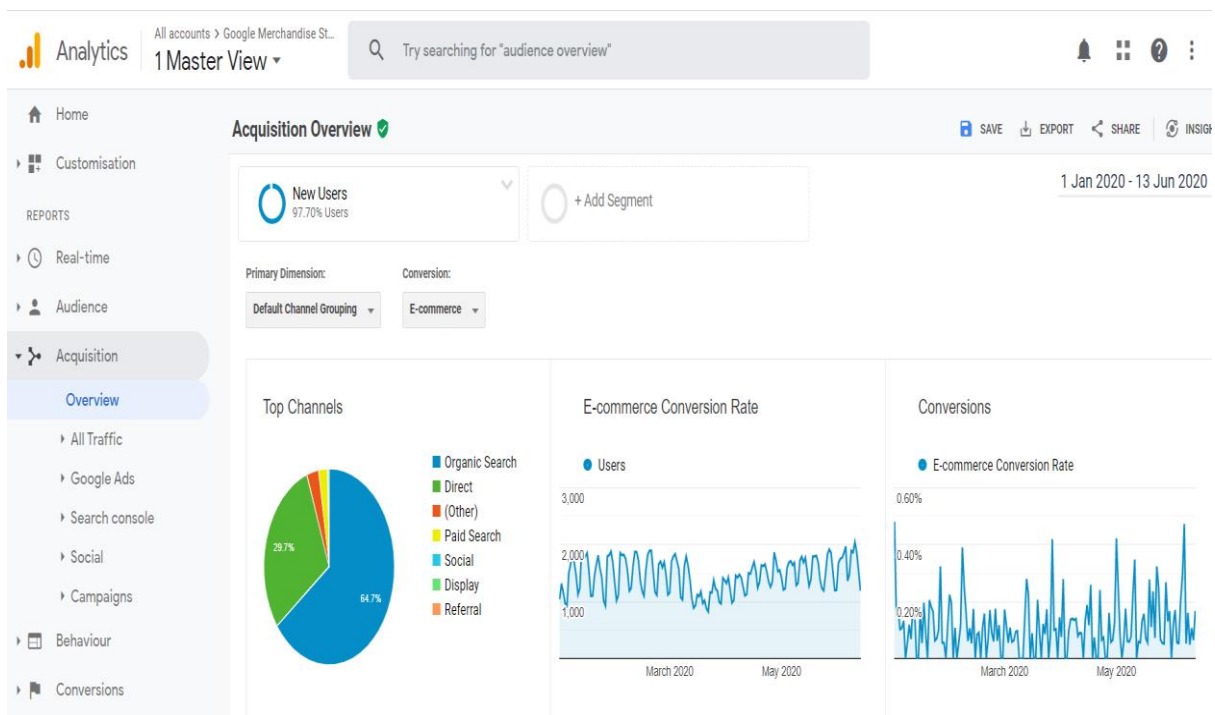 Analytics
All accounts > Google Merchandise St...
1 Master View
Try searching for "audience overview"
Home
Customisation
REPORTS
Real-time
Audience
Acquisition
Overview
All Traffic
Google Ads
Search console
Social
Campaigns
Behaviour
Conversions
Acquisition Overview
SAVE
EXPORT
SHARE
INSIGH
New Users
97.70% Users
+ Add Segment
1 Jan 2020 - 13 Jun 2020
Primary Dimension:
Conversion:
Default Channel Grouping
E-commerce
Top Channels
Organic Search
Direct
(Other)
Paid Search
Social
Display
Referral
29.7%
64.7%
E-commerce Conversion Rate
Users
3,000
2,000
1,000
March 2020
May 2020
Conversions
E-commerce Conversion Rate
0.60%
0.40%
0.20%
March 2020
May 2020